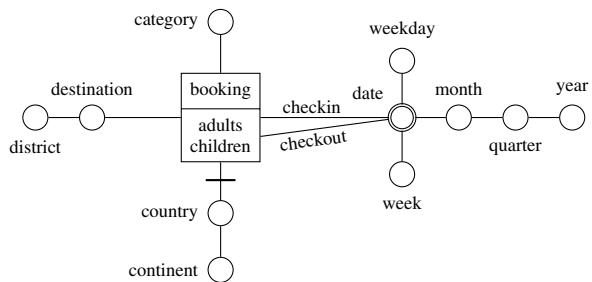 category
weekday
destination
booking
date
month
year
checkin
adults
children
checkout
district
quarter
country
week
continent